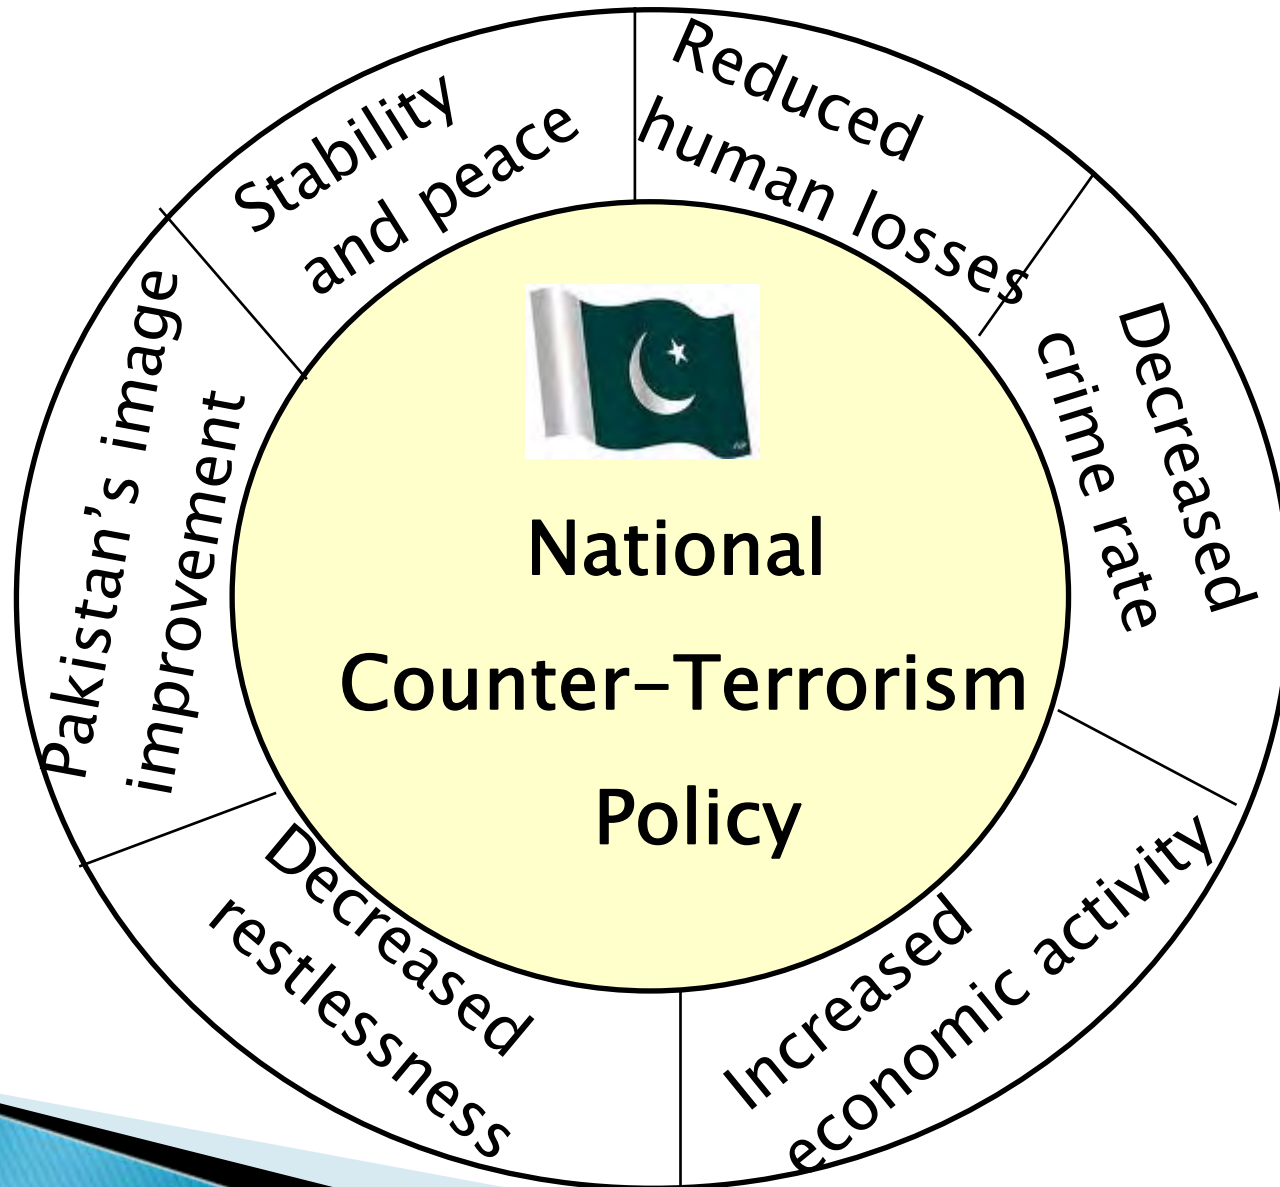 Stability
and peace
Reduced
human losses
Decreased
crime rate
Increased
economic activity
Decreased
restlessness
Pakistan’s image
improvement
National
Counter-Terrorism
Policy